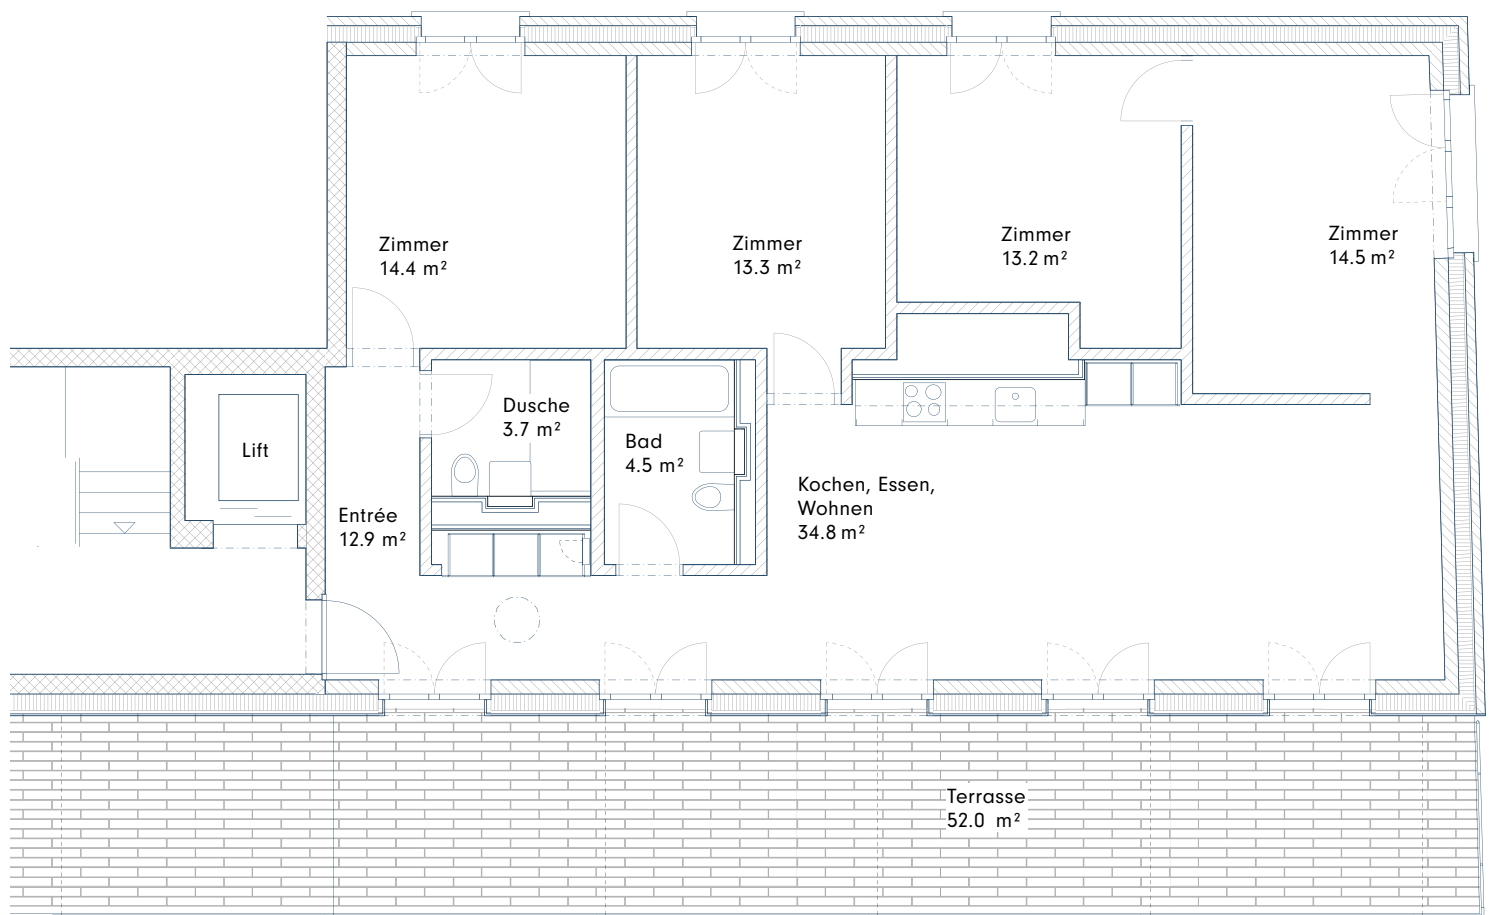 Zimmer
14.4 m²
Zimmer
13.3 m²
Zimmer
13.2 m²
Zimmer
14.5 m²
Lift
Dusche
3.7 m²
Bad
4.5 m²
Entrée
12.9 m²
Kochen, Essen,
Wohnen
34.8 m²
Terrasse
52.0 m²